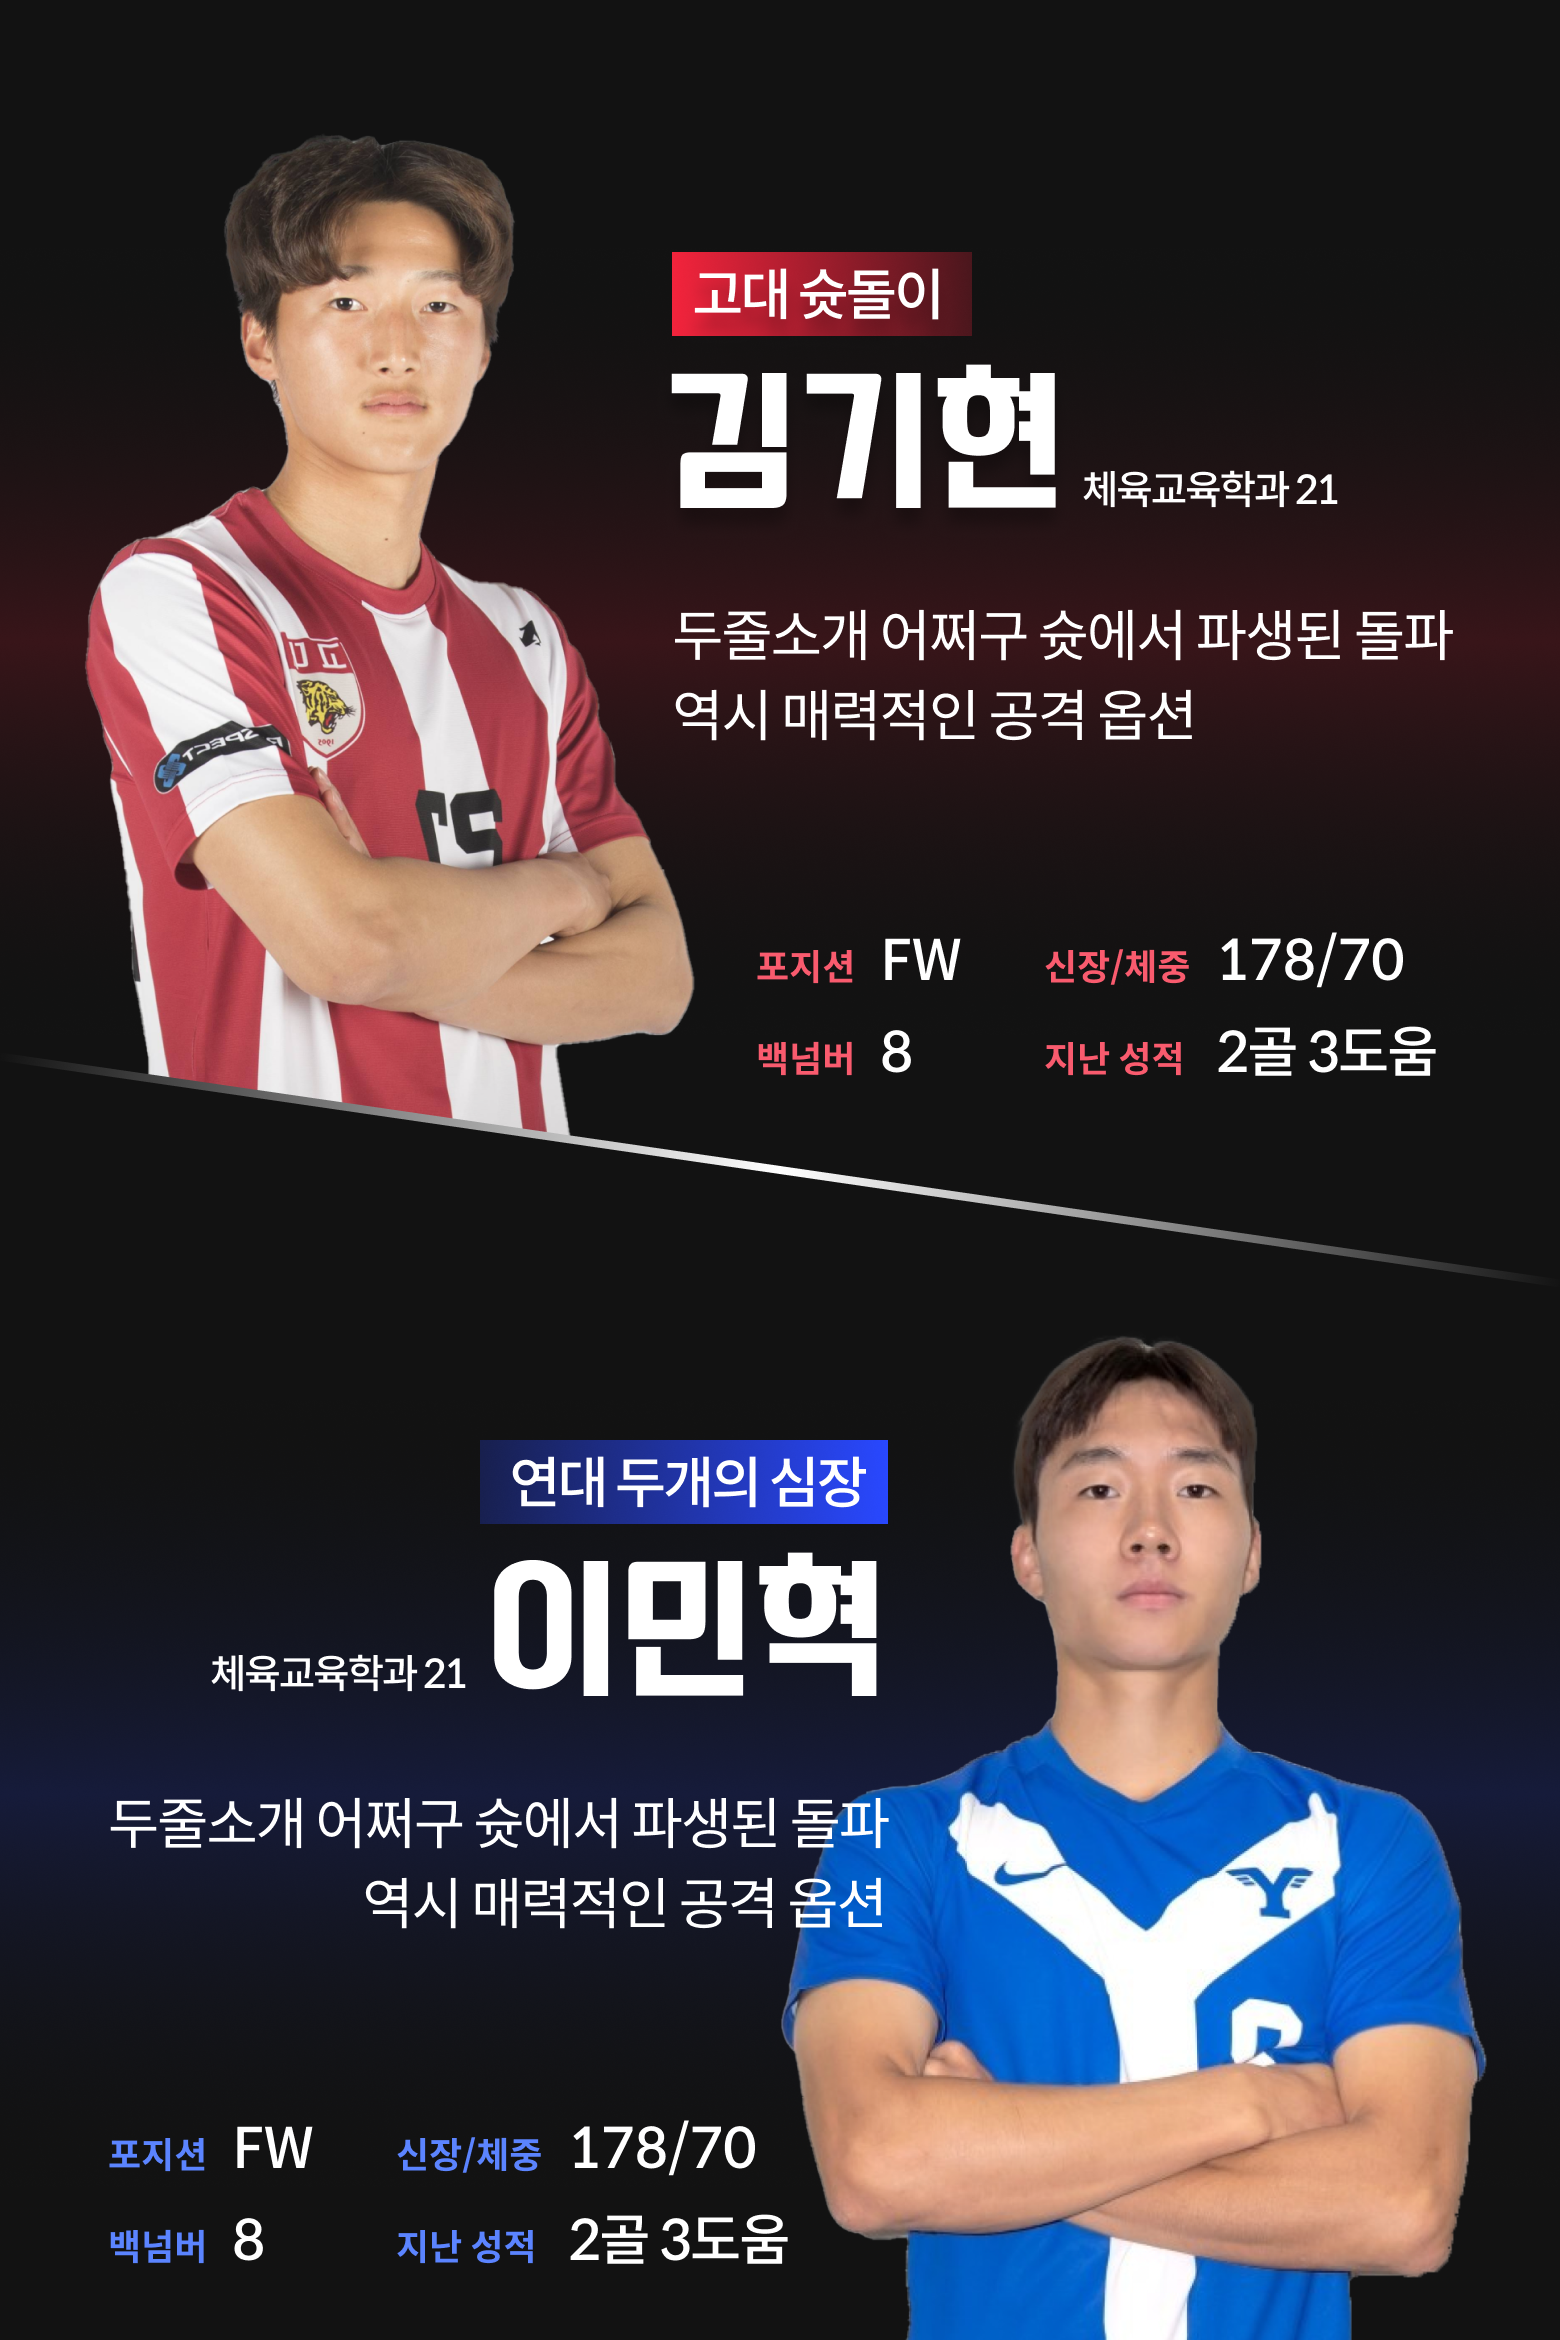 고대 슛돌이
김기현 체육교육학과 21
두줄소개 어쩌구 슛에서 파생된 돌파
역시 매력적인 공격 옵션
포지션 FW 신장/체중 178/70
백넘버 8 지난 성적 2골 3도움
연대 두개의 심장
체육교육학과 21 이민혁
두줄소개 어쩌구 슛에서 파생된 돌파
역시 매력적인 공격 옵션
Y
포지션 FW 신장/체중 178/70
백넘버 8 지난 성적 2골 3도움